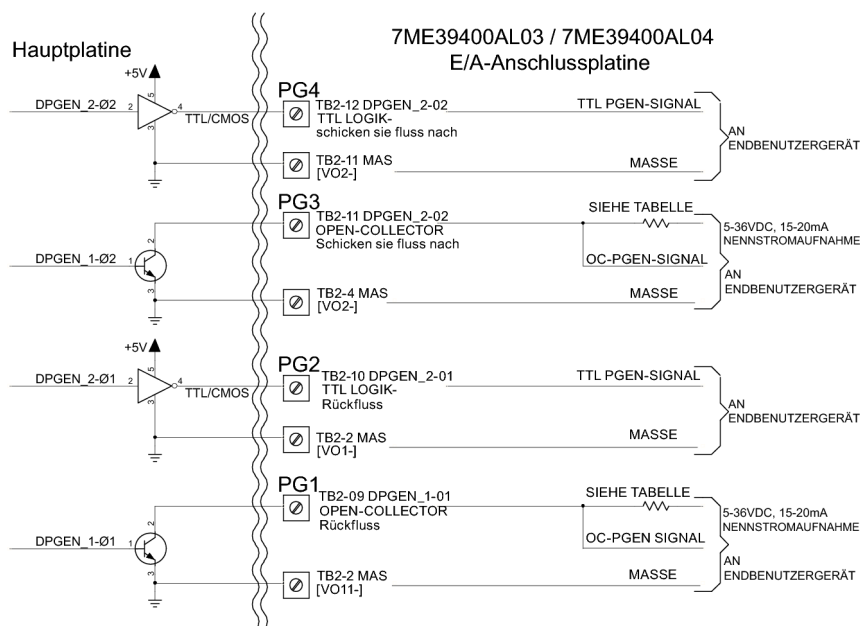 7ME39400AL03 / 7ME39400AL04
E/A-Anschlussplatine
Hauptplatine
+5V
DPGEN_2-Ø2
2
5
4
3
TTL/CMOS
PG4
TB2-12 DPGEN_2-02
TTL LOGIK-
schicken sie fluss nach
TTL PGEN-SIGNAL
TB2-11 MAS
[VO2-]
MASSE
AN
ENDBENUTZERGERÄT
PG3
TB2-11 DPGEN_2-02
OPEN-COLLECTOR
Schicken sie fluss nach
SIEHE TABELLE
5-36VDC, 15-20mA
NENNSTROMAUFNAHME
DPGEN_1-Ø2
1
2
3
OC-PGEN-SIGNAL
TB2-4 MAS
[VO2-]
MASSE
AN
ENDBENUTZERGERÄT
+5V
DPGEN_2-Ø1
2
5
4
3
TTL/CMOS
PG2
TB2-10 DPGEN_2-01
TTL LOGIK-
Rückfluss
TTL PGEN-SIGNAL
TB2-2 MAS
[VO1-]
MASSE
AN
ENDBENUTZERGERÄT
PG1
TB2-09 DPGEN_1-01
OPEN-COLLECTOR
Rückfluss
SIEHE TABELLE
5-36VDC, 15-20mA
NENNSTROMAUFNAHME
DPGEN_1-Ø1
1
2
3
OC-PGEN SIGNAL
TB2-2 MAS
[VO11-]
MASSE
AN
ENDBENUTZERGERÄT